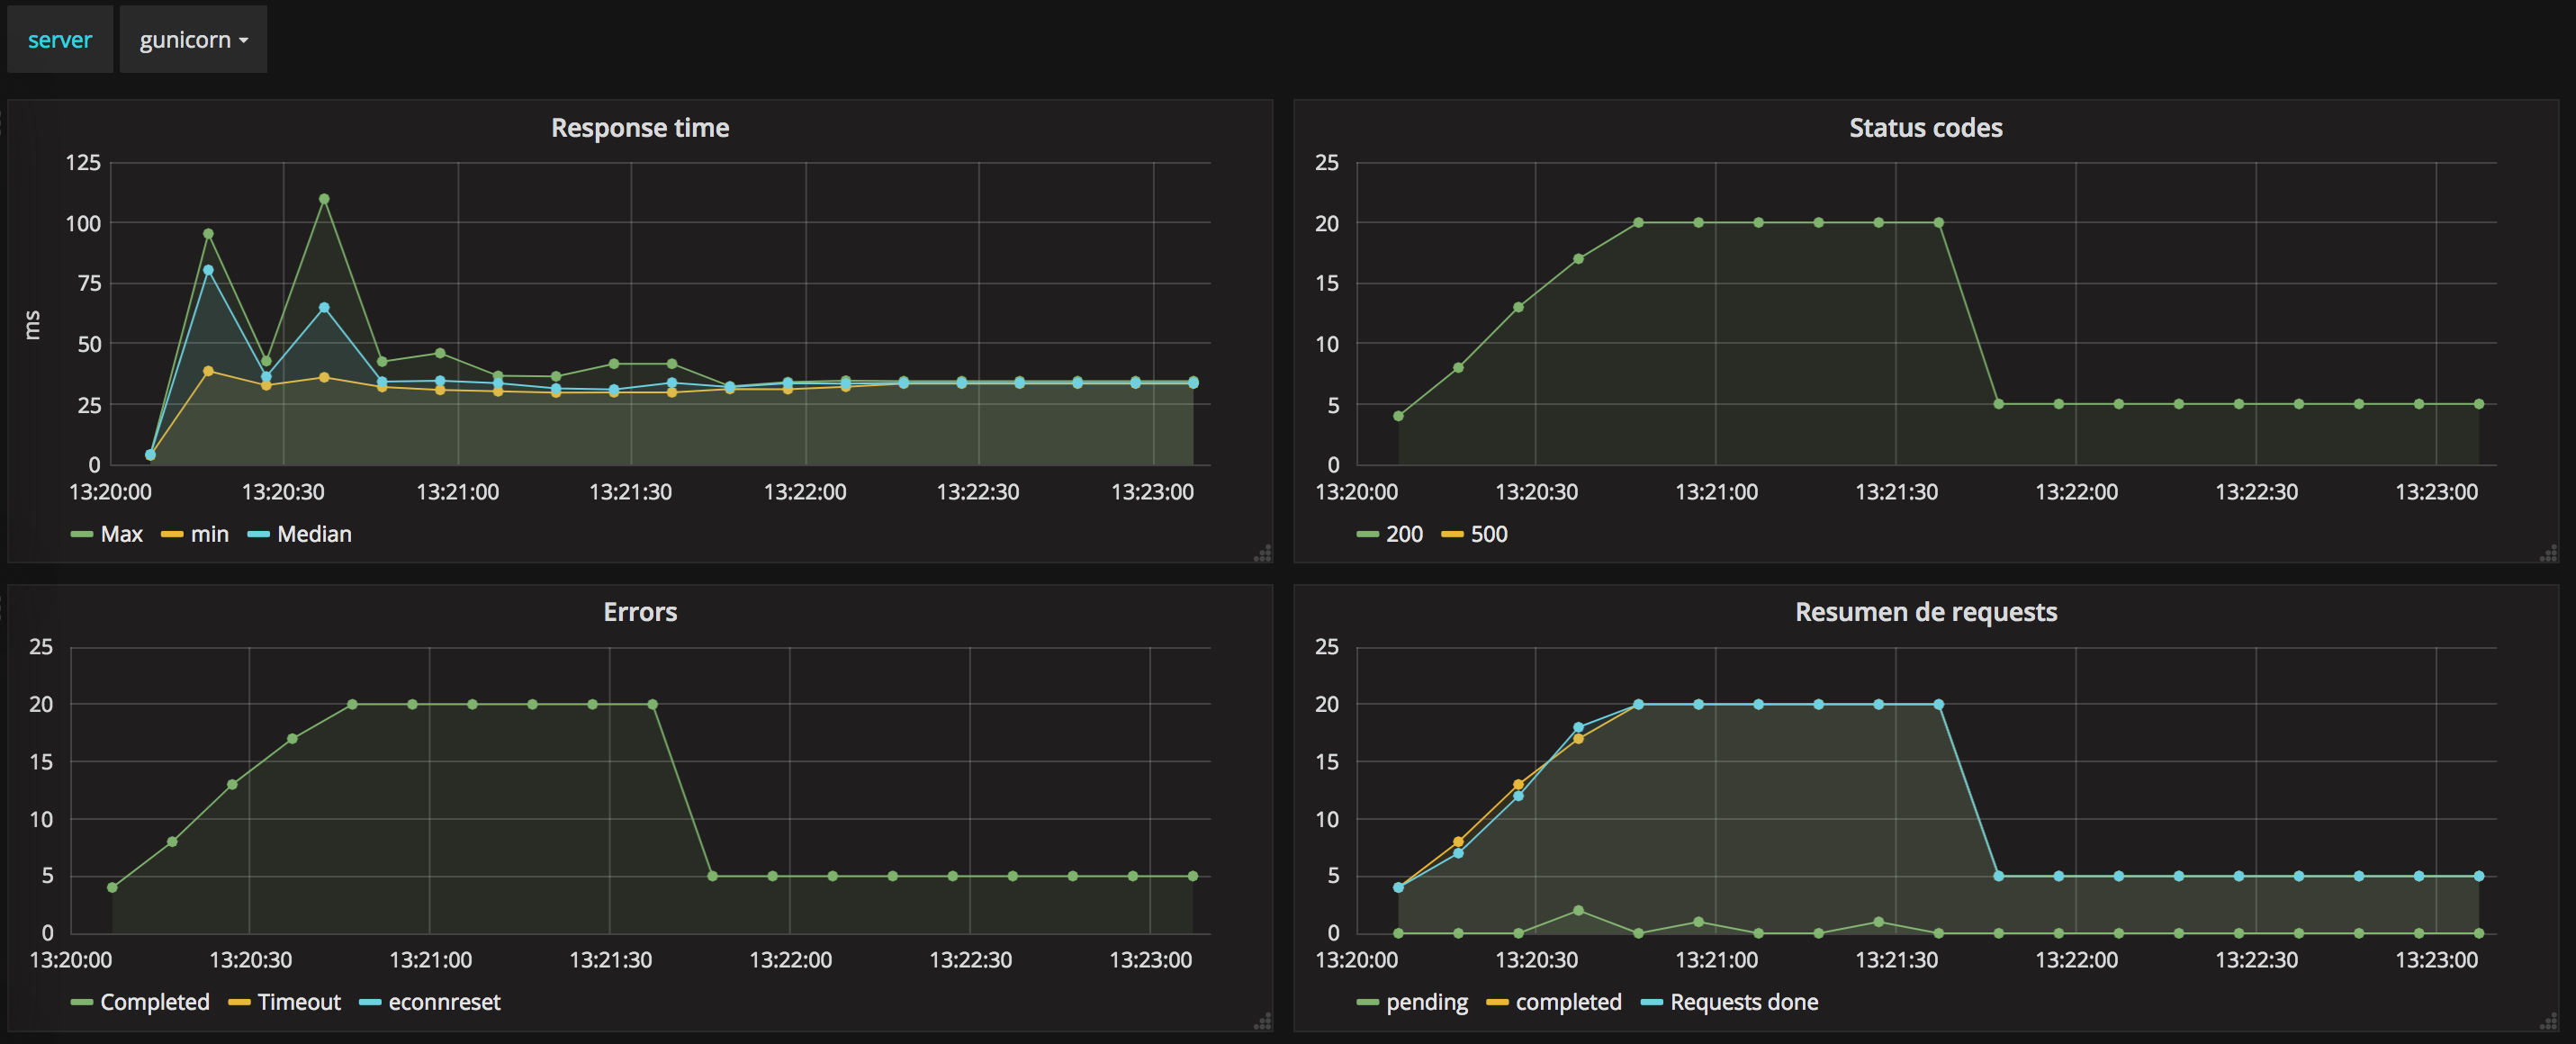 server gunicorn
Response time
125
100
75
50
25
0
ms
13:20:00 13:20:30 13:21:00 13:21:30 13:22:00 13:22:30 13:23:00
Max min Median
Status codes
25
20
15
10
5
0
13:20:00 13:20:30 13:21:00 13:21:30 13:22:00 13:22:30 13:23:00
200 500
Errors
25
20
15
10
5
0
13:20:00 13:20:30 13:21:00 13:21:30 13:22:00 13:22:30 13:23:00
Completed Timeout econnreset
Resumen de requests
25
20
15
10
5
0
13:20:00 13:20:30 13:21:00 13:21:30 13:22:00 13:22:30 13:23:00
pending completed Requests done